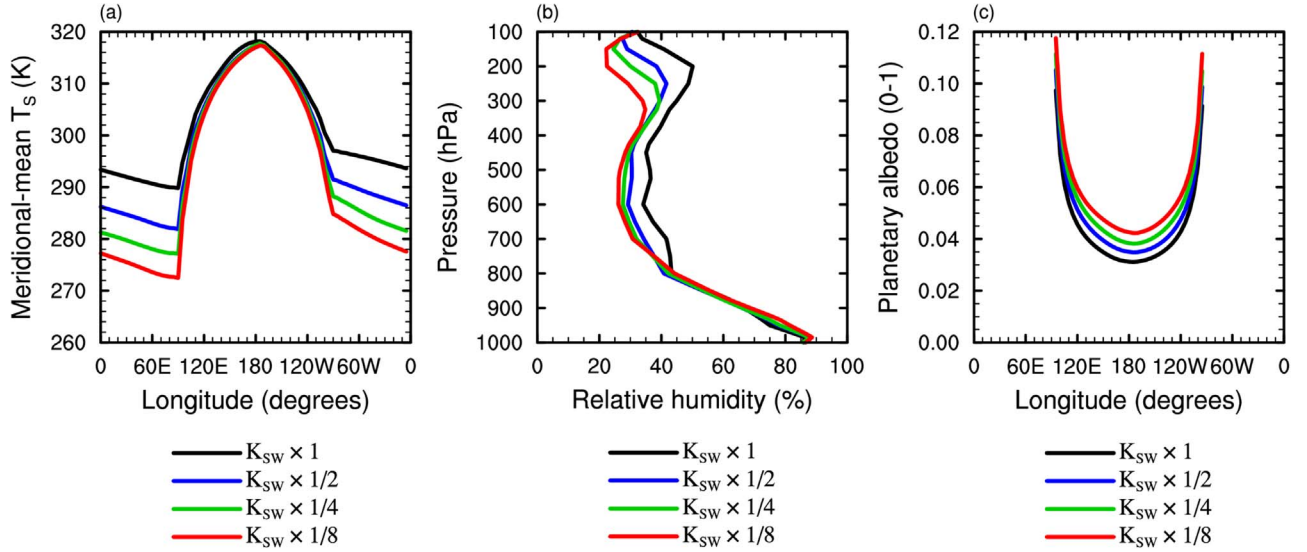 (a)
Meridional-mean T_S (K)
320
310
300
290
280
270
260
0 60E 120E 180 120W 60W 0
Longitude (degrees)
K_SW × 1
K_SW × 1/2
K_SW × 1/4
K_SW × 1/8
(b)
Pressure (hPa)
100
200
300
400
500
600
700
800
900
1000
0 20 40 60 80 100
Relative humidity (%)
K_SW × 1
K_SW × 1/2
K_SW × 1/4
K_SW × 1/8
(c)
Planetary albedo (0-1)
0.12
0.10
0.08
0.06
0.04
0.02
0.00
0 60E 120E 180 120W 60W 0
Longitude (degrees)
K_SW × 1
K_SW × 1/2
K_SW × 1/4
K_SW × 1/8